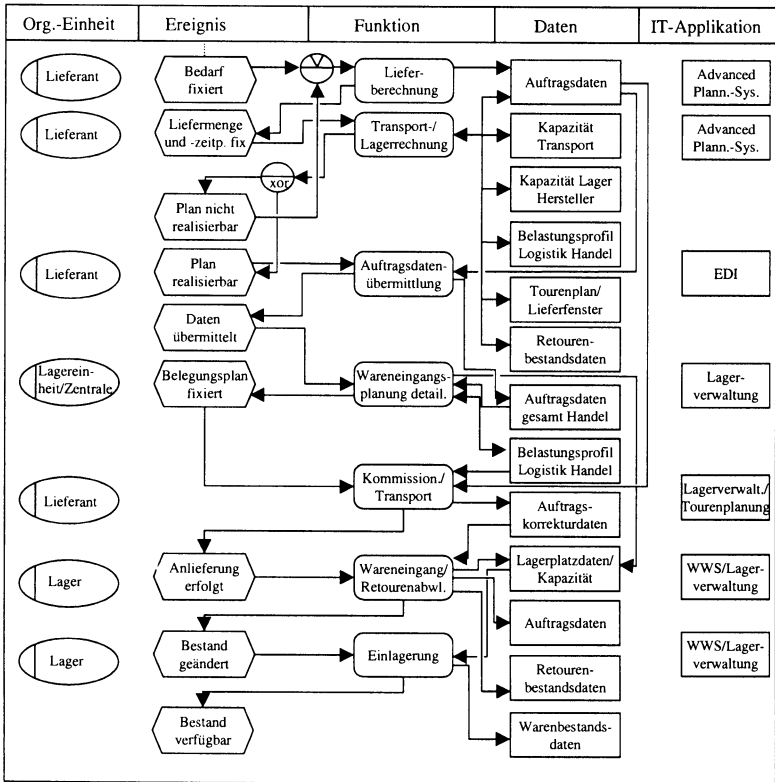 Org.-Einheit
Ereignis
Funktion
Daten
IT-Applikation
Lieferant
Bedarf
fixiert
V
Liefer-
berechnung
Auftragsdaten
Advanced
Plann.-Sys.
Lieferant
Liefermenge
und -zeitp. fix
Transport-/
Lagerrechnung
Kapazität
Transport
Advanced
Plann.-Sys.
xor
Plan nicht
realisierbar
Kapazität Lager
Hersteller
Belastungsprofil
Logistik Handel
Lieferant
Plan
realisierbar
Auftragsdaten-
übermittlung
EDI
Tourenplan/
Lieferfenster
Daten
übermittelt
Retouren-
bestandsdaten
Lagerein-
heit/Zentrale
Belegungsplan
fixiert
Wareneingangs-
planung detail.
Auftragsdaten
gesamt Handel
Lager-
verwaltung
Belastungsprofil
Logistik Handel
Lieferant
Kommission./
Transport
Auftrags-
korrekturdaten
Lagerverwalt./
Tourenplanung
Lager
Anlieferung
erfolgt
Wareneingang/
Retourenabwl.
Lagerplatzdaten/
Kapazität
WWS/Lager-
verwaltung
Auftragsdaten
Lager
Bestand
geändert
Einlagerung
WWS/Lager-
verwaltung
Retouren-
bestandsdaten
Bestand
verfügbar
Warenbestands-
daten